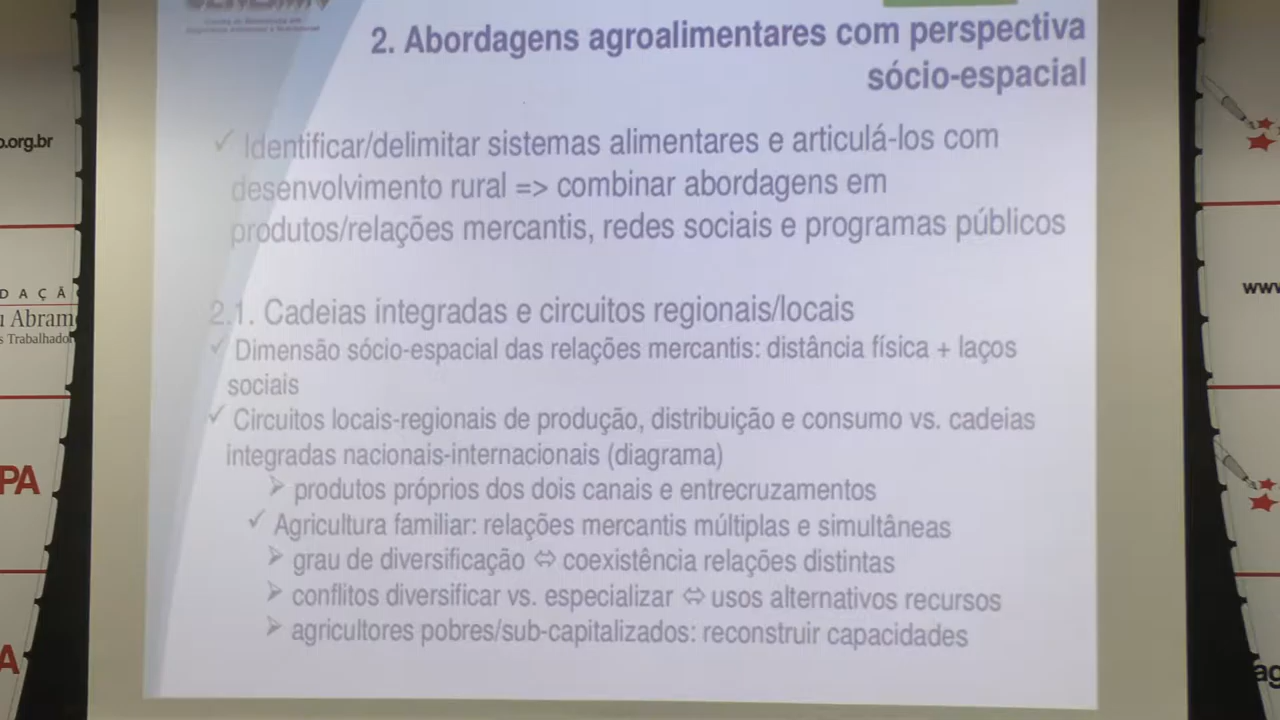 2. Abordagens agroalimentares com perspectiva
sócio-espacial
✓ Identificar/delimitar sistemas alimentares e articulá-los com
desenvolvimento rural => combinar abordagens em
produtos/relações mercantis, redes sociais e programas públicos
2.1. Cadeias integradas e circuitos regionais/locais
✓ Dimensão sócio-espacial das relações mercantis: distância física + laços
sociais
✓ Circuitos locais-regionais de produção, distribuição e consumo vs. cadeias
integradas nacionais-internacionais (diagrama)
➢ produtos próprios dos dois canais e entrecruzamentos
✓ Agricultura familiar: relações mercantis múltiplas e simultâneas
➢ grau de diversificação ⇔ coexistência relações distintas
➢ conflitos diversificar vs. especializar ⇔ usos alternativos recursos
➢ agricultores pobres/sub-capitalizados: reconstruir capacidades
o.org.br
D A Ç Ã
u Abram
s Trabalhador
PA
A
www
ag